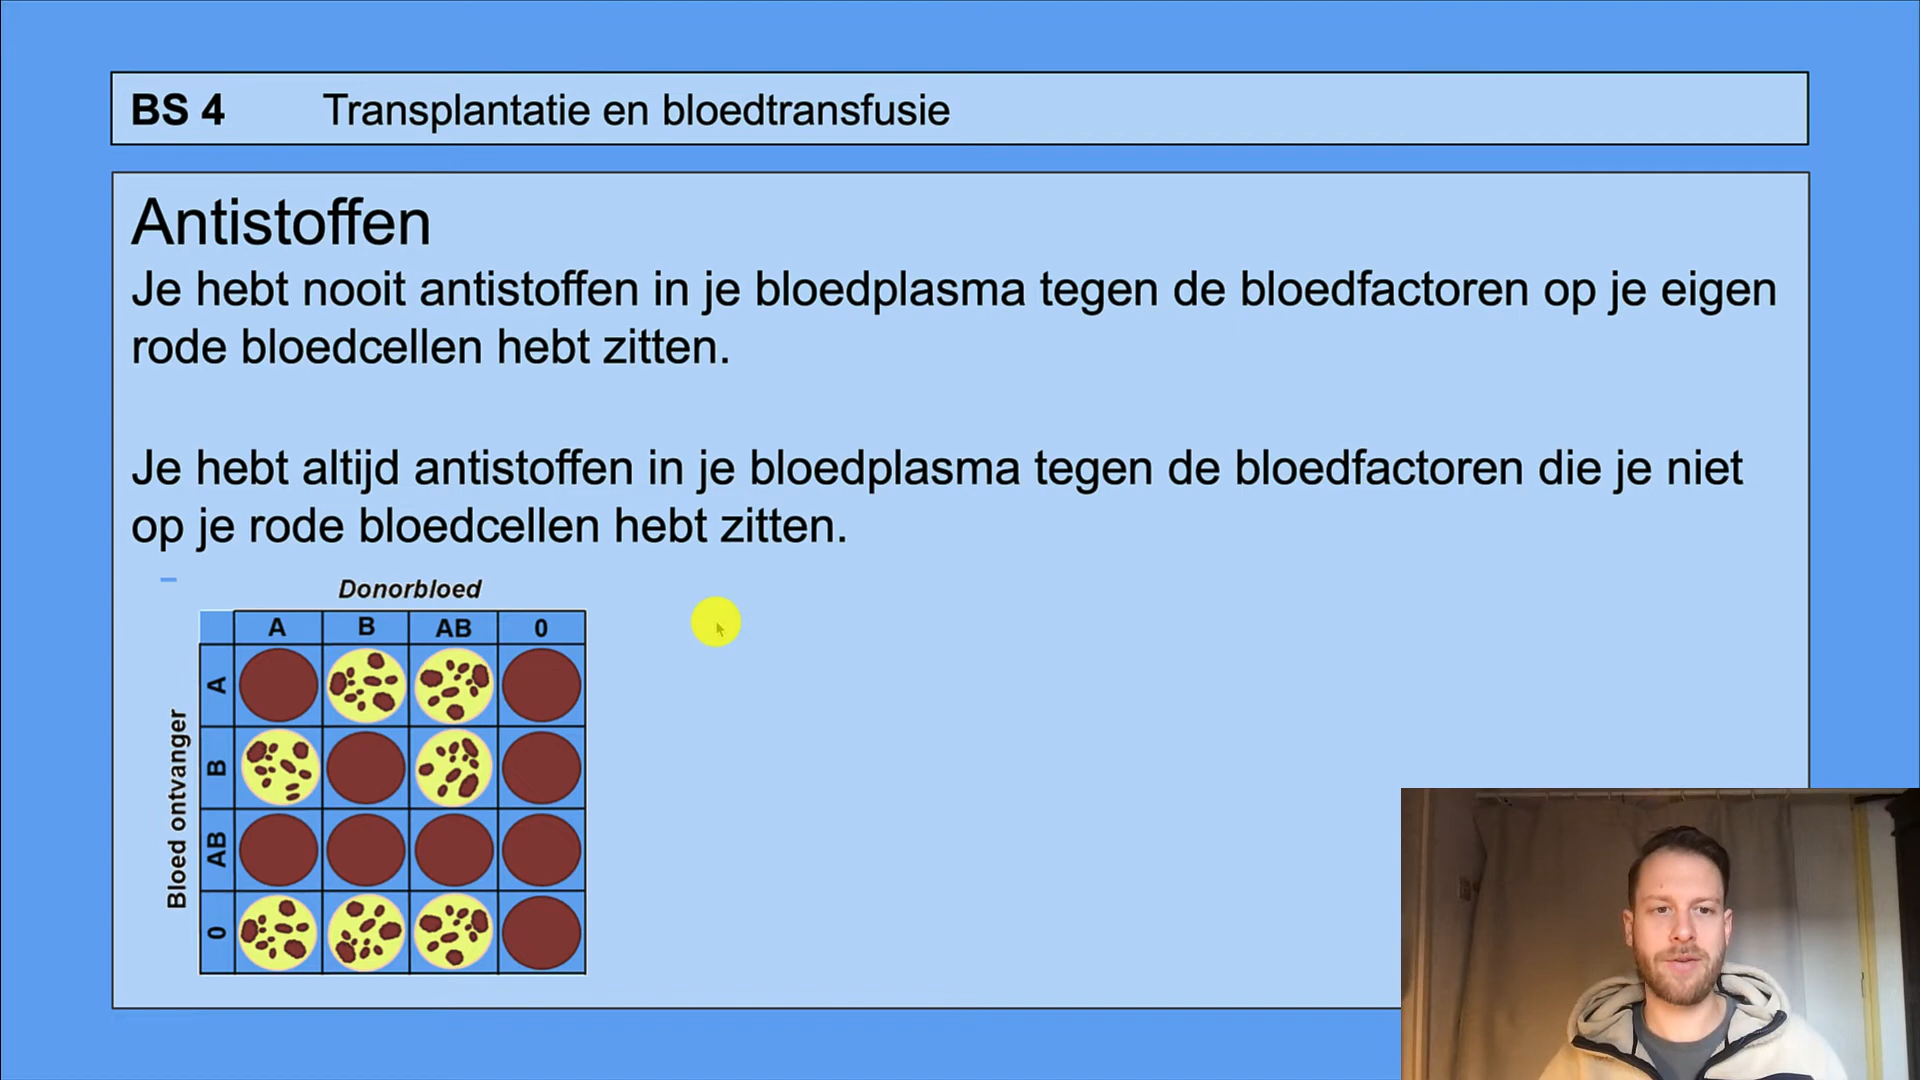 BS 4 Transplantatie en bloedtransfusie
Antistoffen
Je hebt nooit antistoffen in je bloedplasma tegen de bloedfactoren op je eigen
rode bloedcellen hebt zitten.
Je hebt altijd antistoffen in je bloedplasma tegen de bloedfactoren die je niet
op je rode bloedcellen hebt zitten.
Donorbloed
A B AB 0
Bloed ontvanger
A
B
AB
0